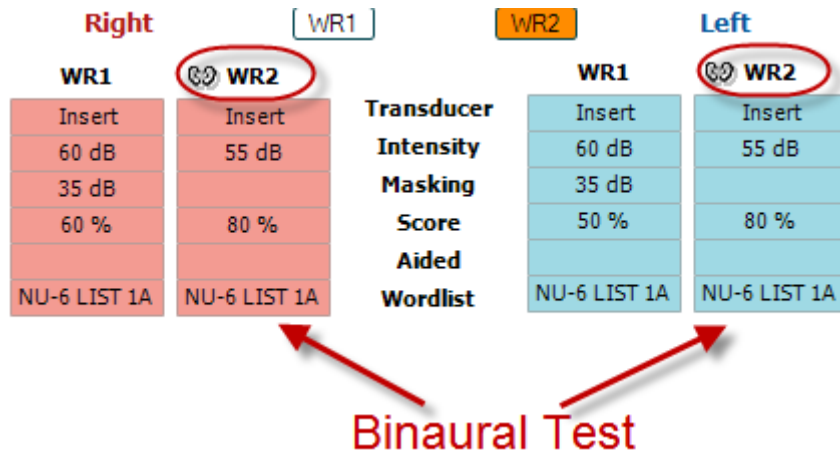 Right WR1 WR2 Left
WR1 WR2 WR1 WR2
Insert Insert Transducer Insert Insert
60 dB 55 dB Intensity 60 dB 55 dB
35 dB Masking 35 dB
60 % 80 % Score 50 % 80 %
Aided
NU-6 LIST 1A NU-6 LIST 1A Wordlist NU-6 LIST 1A NU-6 LIST 1A
Binaural Test